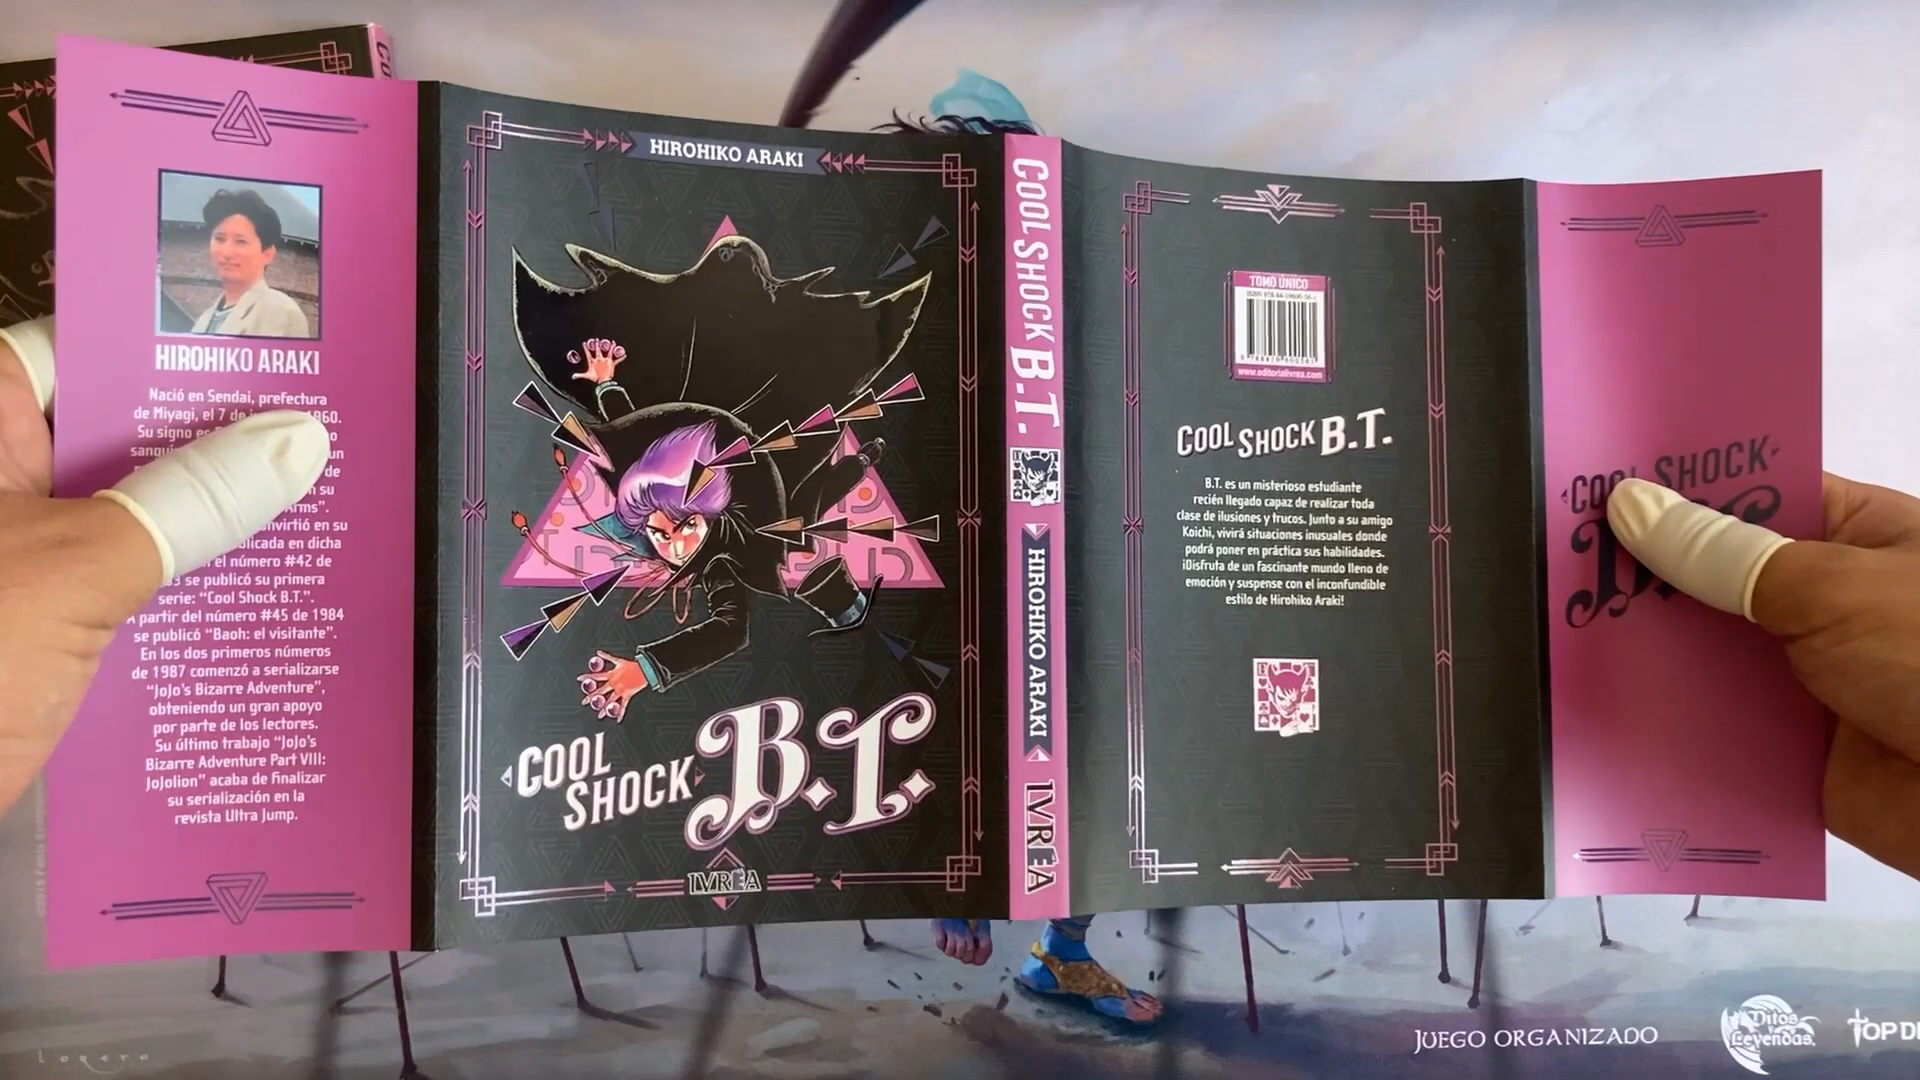 HIROHIKO ARAKI
Nació en Sendai, prefectura
de Miyagi, el 7 de 1960.
Su signo es
de
su
Arms”.
en su
publicada en dicha
el número #42 de
se publicó su primera
serie: “Cool Shock B.T.”.
A partir del número #45 de 1984
se publicó “Baoh: el visitante”.
En los dos primeros números
de 1987 comenzó a serializarse
“JoJo’s Bizarre Adventure”,
obteniendo un gran apoyo
por parte de los lectores.
Su último trabajo “JoJo’s
Bizarre Adventure Part VIII:
JoJolion” acaba de finalizar
su serialización en la
revista Ultra Jump.
HIROHIKO ARAKI
COOL
SHOCK
B.T.
IVREA
COOL SHOCK B.T.
HIROHIKO ARAKI
IVREA
TOMO ÚNICO
www.editorialivrea.com
COOL SHOCK B.T.
B.T. es un misterioso estudiante
recién llegado capaz de realizar toda
clase de ilusiones y trucos. Junto a su amigo
Koichi, vivirá situaciones inusuales donde
podrá poner en práctica sus habilidades.
¡Disfruta de un fascinante mundo lleno de
emoción y suspense con el inconfundible
estilo de Hirohiko Araki!
COOL SHOCK
JUEGO ORGANIZADO
Mitos y
Leyendas.